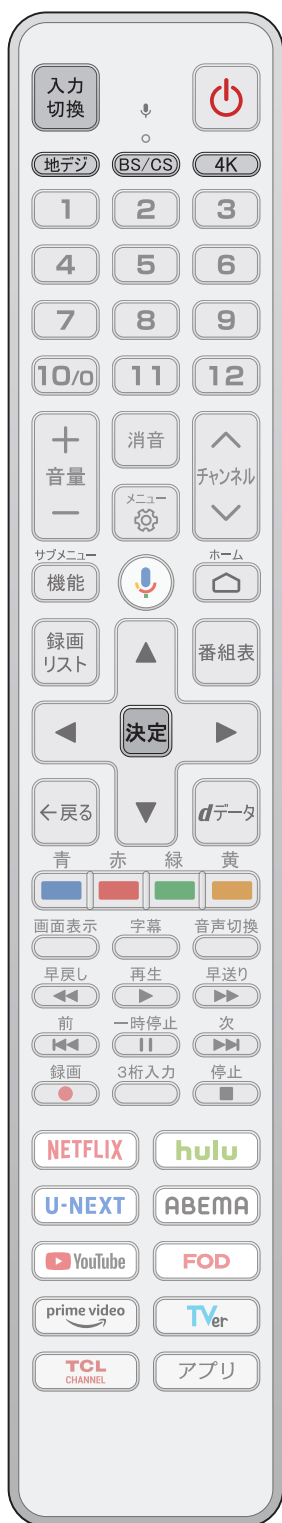 入力
切換
地デジ
BS/CS
4K
1
2
3
4
5
6
7
8
9
10/0
11
12
+
音量
−
消音
チャンネル
メニュー
サブメニュー
機能
ホーム
録画
リスト
番組表
決定
←戻る
dデータ
青
赤
緑
黄
画面表示
字幕
音声切換
早戻し
再生
早送り
前
一時停止
次
録画
3桁入力
停止
NETFLIX
hulu
U-NEXT
ABEMA
YouTube
FOD
prime video
TVer
TCL
CHANNEL
アプリ